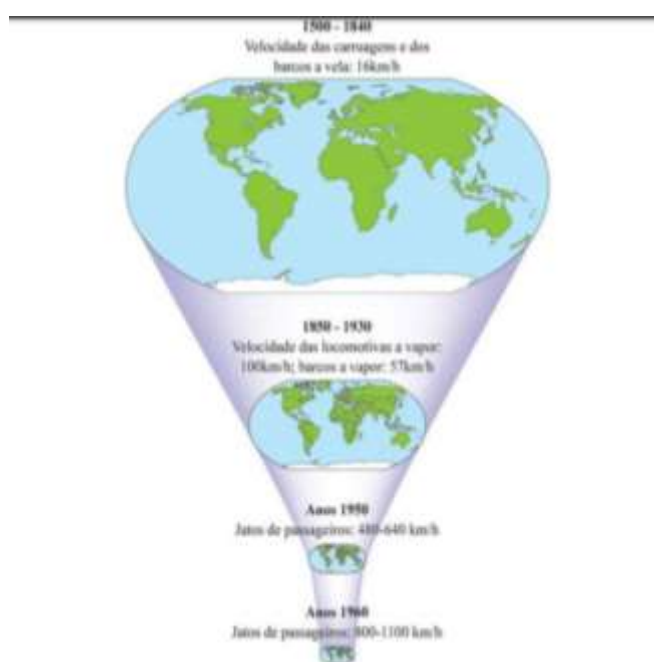 1500 - 1840
Velocidade das carruagens e dos
barcos a vela: 16km/h
1850 - 1930
Velocidade das locomotivas a vapor:
100km/h; barcos a vapor: 57km/h
Anos 1950
Jatos de passageiros: 480-640 km/h
Anos 1960
Jatos de passageiros: 800-1100 km/h